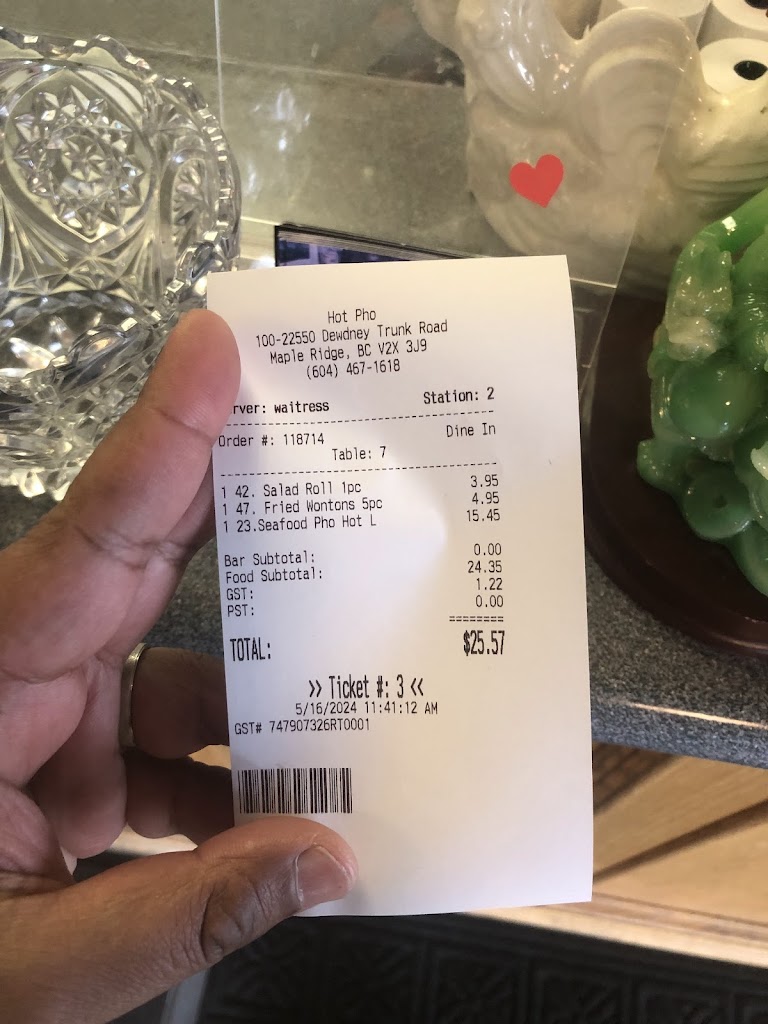 Hot Pho
100-22550 Dewdney Trunk Road
Maple Ridge, BC V2X 3J9
(604) 467-1618
rver: waitress Station: 2
Order #: 118714 Dine In
Table: 7
1 42. Salad Roll 1pc 3.95
1 47. Fried Wontons 5pc 4.95
1 23.Seafood Pho Hot L 15.45
Bar Subtotal: 0.00
Food Subtotal: 24.35
GST: 1.22
PST: 0.00
========
TOTAL: $25.57
>> Ticket #: 3 <<
5/16/2024 11:41:12 AM
GST# 747907326RT0001